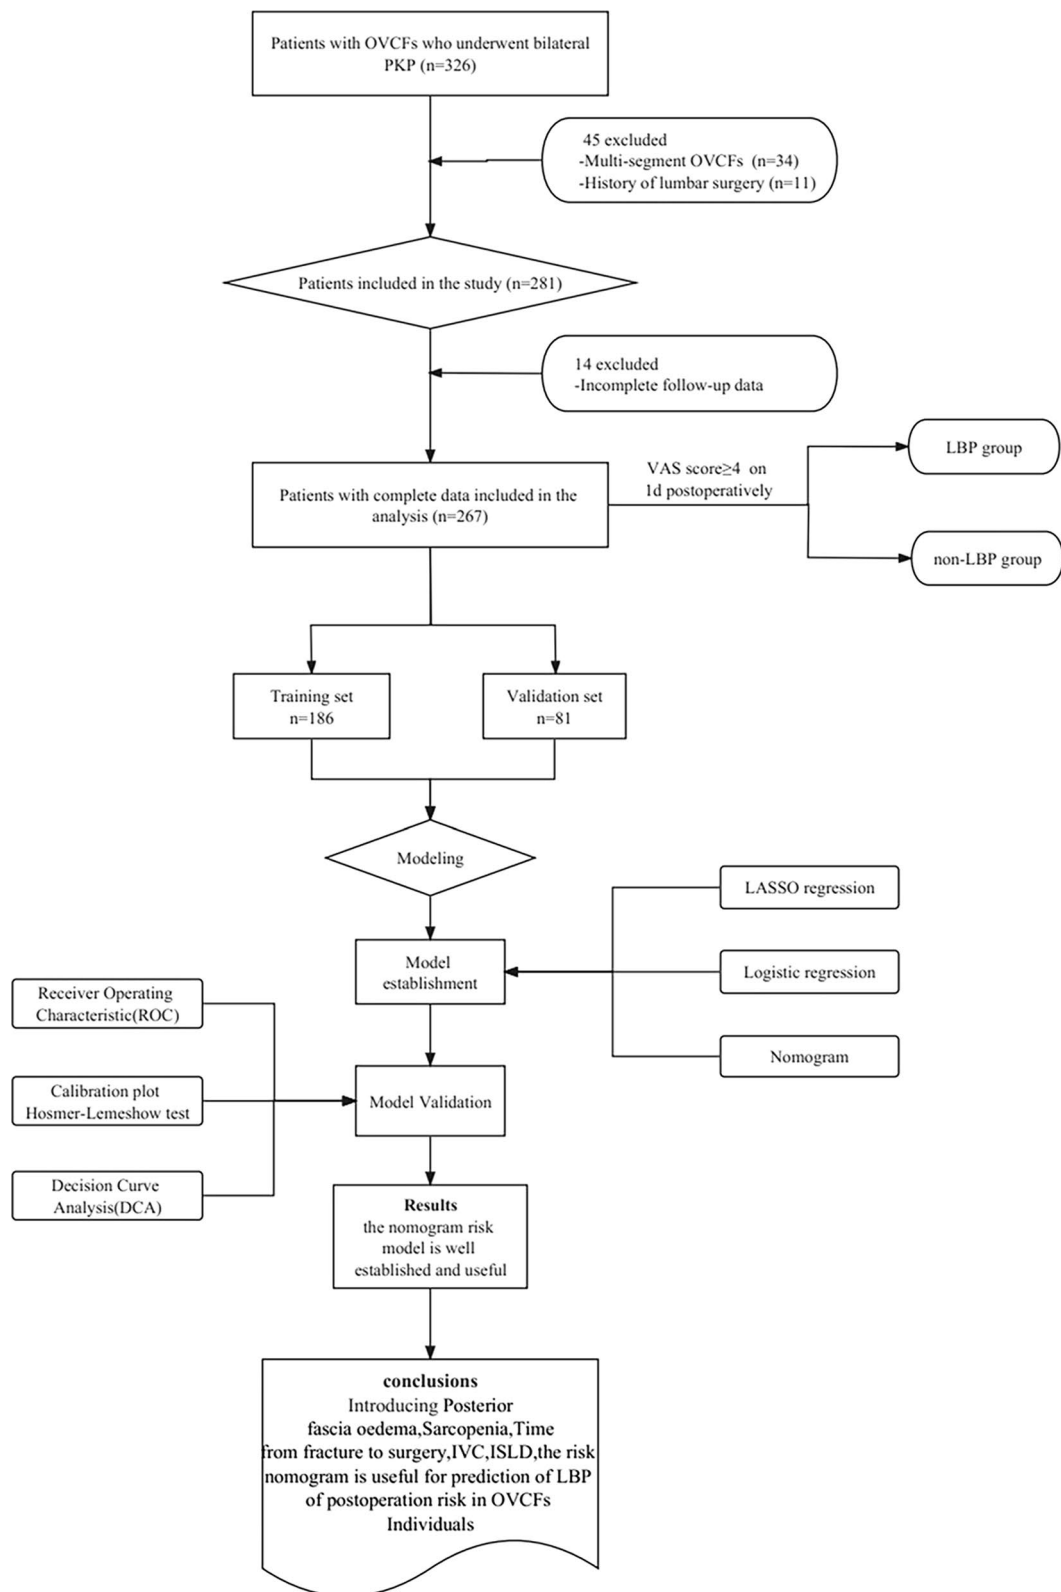 Patients with OVCFs who underwent bilateral
PKP (n=326)
45 excluded
-Multi-segment OVCFs (n=34)
-History of lumbar surgery (n=11)
Patients included in the study (n=281)
14 excluded
-Incomplete follow-up data
Patients with complete data included in the
analysis (n=267)
VAS score≥4 on
1d postoperatively
LBP group
non-LBP group
Training set
n=186
Validation set
n=81
Modeling
Model
establishment
LASSO regression
Logistic regression
Nomogram
Receiver Operating
Characteristic(ROC)
Calibration plot
Hosmer-Lemeshow test
Decision Curve
Analysis(DCA)
Model Validation
Results
the nomogram risk
model is well
established and useful
conclusions
Introducing Posterior
fascia oedema,Sarcopenia,Time
from fracture to surgery,IVC,ISLD,the risk
nomogram is useful for prediction of LBP
of postoperation risk in OVCFs
Individuals